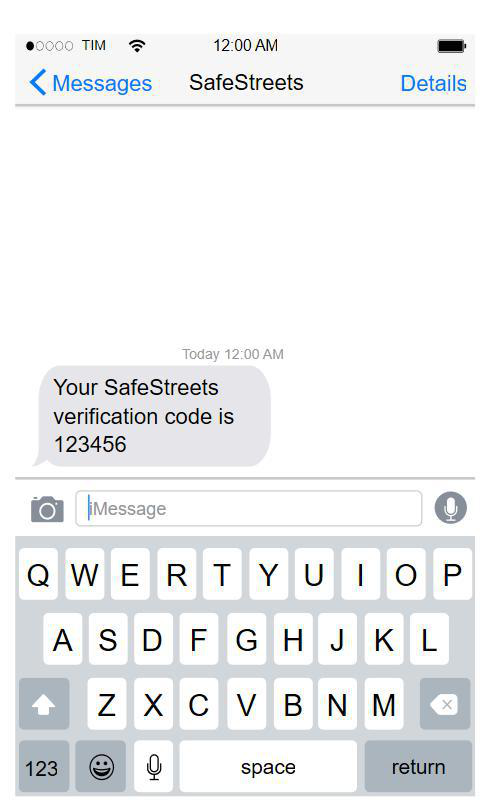 TIM 12:00 AM
Messages SafeStreets Details
Today 12:00 AM
Your SafeStreets
verification code is
123456
iMessage
Q W E R T Y U I O P
A S D F G H J K L
Z X C V B N M
123 space return